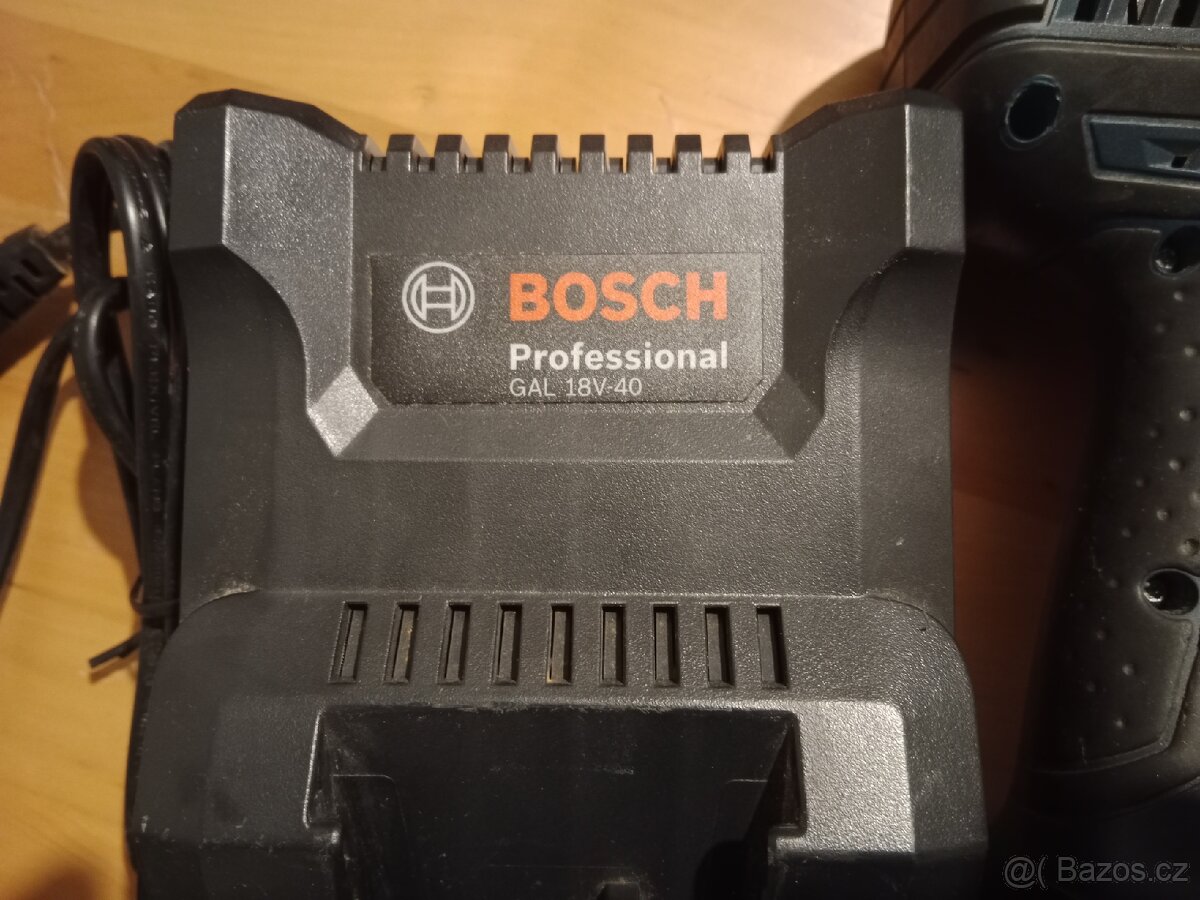 BOSCH
Professional
GAL 18V-40
@( Bazos.cz